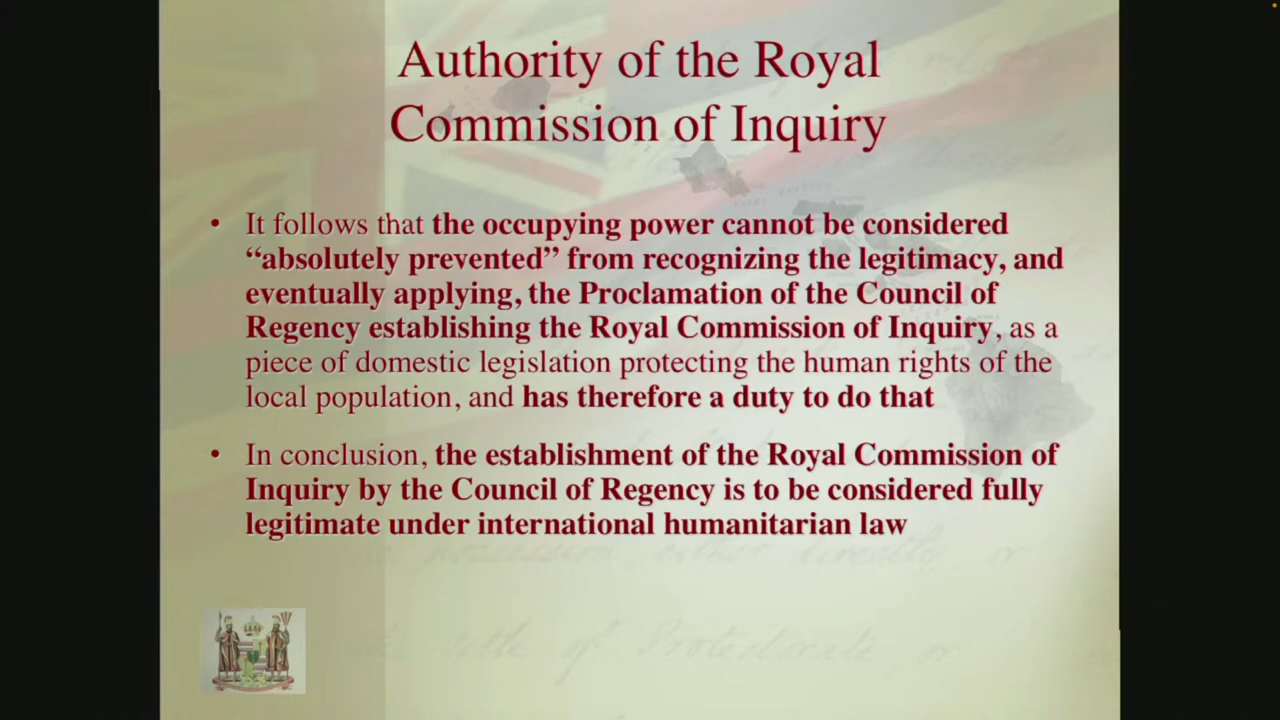 Authority of the Royal
Commission of Inquiry
• It follows that the occupying power cannot be considered
“absolutely prevented” from recognizing the legitimacy, and
eventually applying, the Proclamation of the Council of
Regency establishing the Royal Commission of Inquiry, as a
piece of domestic legislation protecting the human rights of the
local population, and has therefore a duty to do that
• In conclusion, the establishment of the Royal Commission of
Inquiry by the Council of Regency is to be considered fully
legitimate under international humanitarian law
title of Protectorate, or